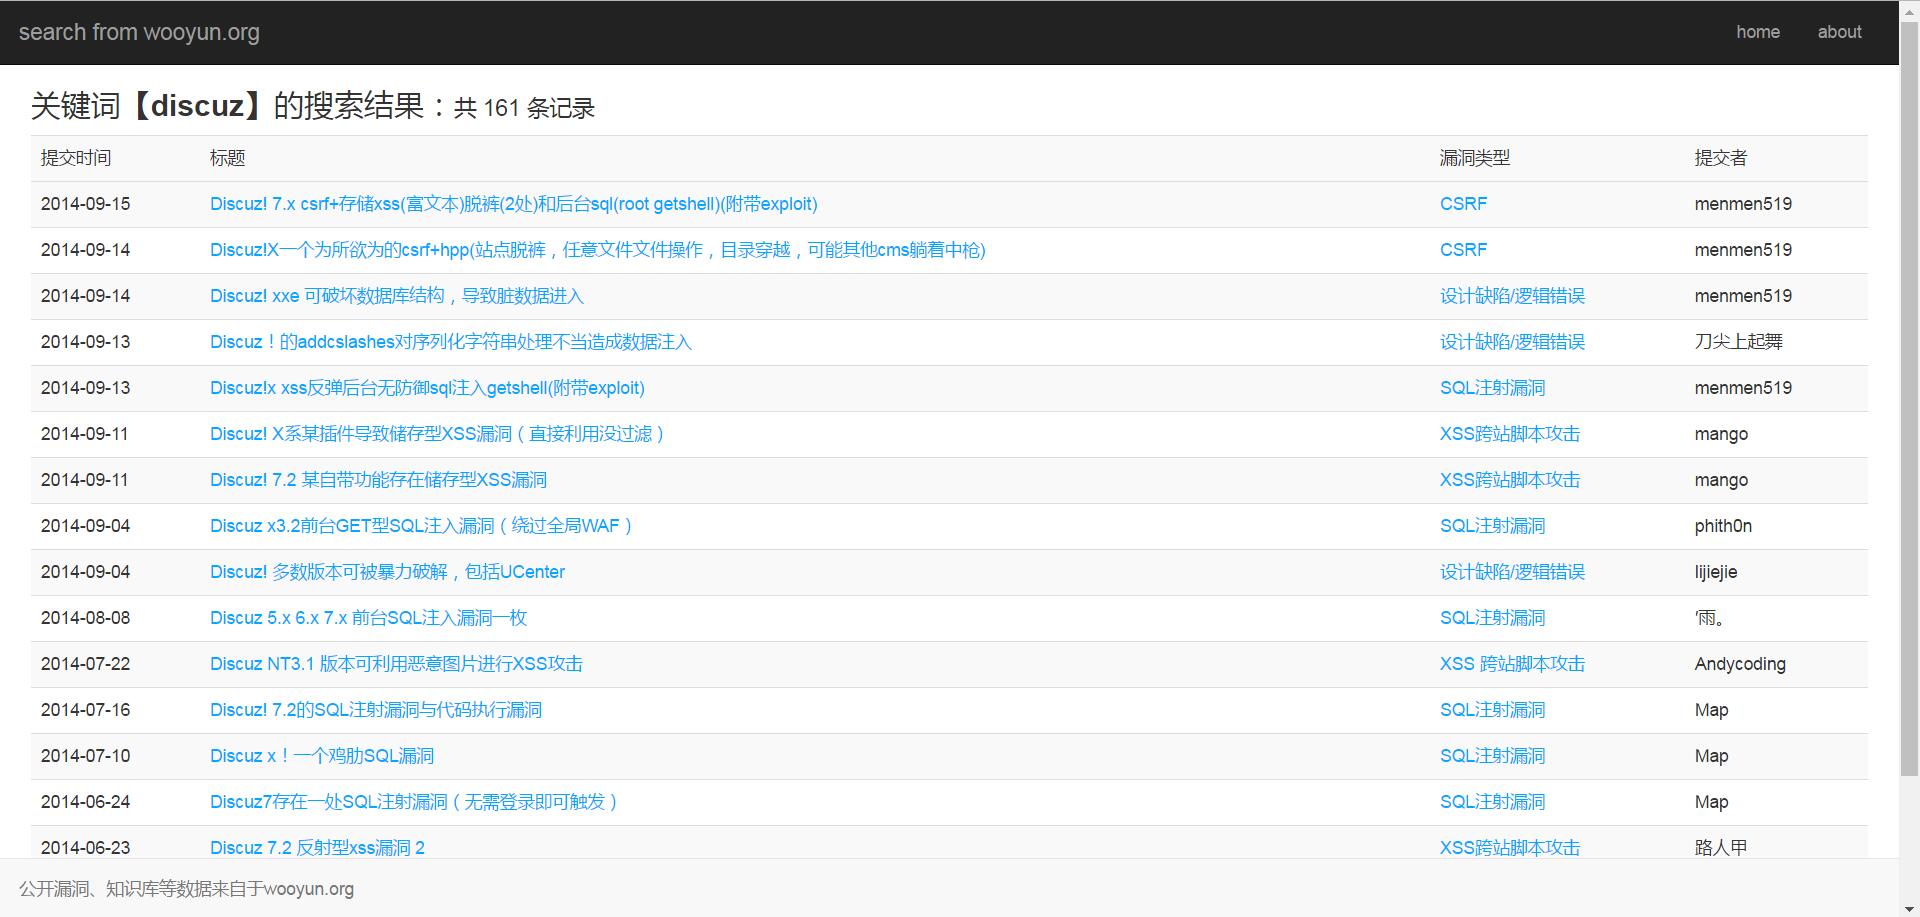 search from wooyun.org home about
关键词【discuz】的搜索结果：共 161 条记录
提交时间 标题 漏洞类型 提交者
2014-09-15 Discuz! 7.x csrf+存储xss(富文本)脱裤(2处)和后台sql(root getshell)(附带exploit) CSRF menmen519
2014-09-14 Discuz!X一个为所欲为的csrf+hpp(站点脱裤，任意文件文件操作，目录穿越，可能其他cms躺着中枪) CSRF menmen519
2014-09-14 Discuz! xxe 可破坏数据库结构，导致脏数据进入 设计缺陷/逻辑错误 menmen519
2014-09-13 Discuz！的addcslashes对序列化字符串处理不当造成数据注入 设计缺陷/逻辑错误 刀尖上起舞
2014-09-13 Discuz!x xss反弹后台无防御sql注入getshell(附带exploit) SQL注射漏洞 menmen519
2014-09-11 Discuz! X系某插件导致储存型XSS漏洞（直接利用没过滤） XSS跨站脚本攻击 mango
2014-09-11 Discuz! 7.2 某自带功能存在储存型XSS漏洞 XSS跨站脚本攻击 mango
2014-09-04 Discuz x3.2前台GET型SQL注入漏洞（绕过全局WAF） SQL注射漏洞 phith0n
2014-09-04 Discuz! 多数版本可被暴力破解，包括UCenter 设计缺陷/逻辑错误 lijiejie
2014-08-08 Discuz 5.x 6.x 7.x 前台SQL注入漏洞一枚 SQL注射漏洞 ′雨。
2014-07-22 Discuz NT3.1 版本可利用恶意图片进行XSS攻击 XSS 跨站脚本攻击 Andycoding
2014-07-16 Discuz! 7.2的SQL注射漏洞与代码执行漏洞 SQL注射漏洞 Map
2014-07-10 Discuz x！一个鸡肋SQL漏洞 SQL注射漏洞 Map
2014-06-24 Discuz7存在一处SQL注射漏洞（无需登录即可触发） SQL注射漏洞 Map
2014-06-23 Discuz 7.2 反射型xss漏洞 2 XSS跨站脚本攻击 路人甲
公开漏洞、知识库等数据来自于wooyun.org